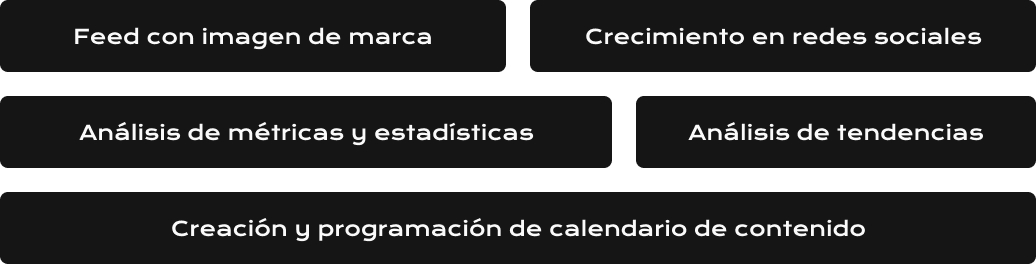 Feed con imagen de marca
Crecimiento en redes sociales
Análisis de métricas y estadísticas
Análisis de tendencias
Creación y programación de calendario de contenido